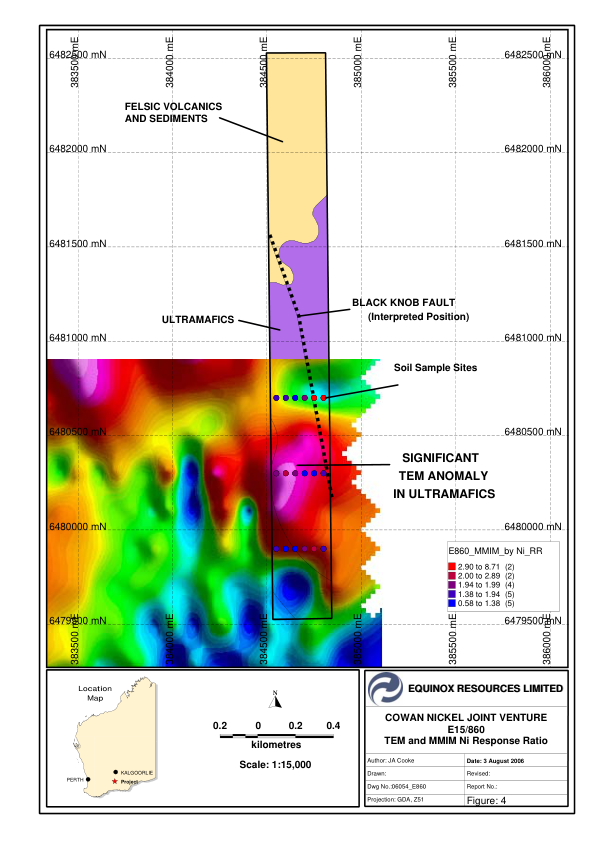 383500 mE
384000 mE
384500 mE
385000 mE
385500 mE
386000 mE
6482500 mN
6482500 mN
FELSIC VOLCANICS
AND SEDIMENTS
6482000 mN
6482000 mN
6481500 mN
6481500 mN
BLACK KNOB FAULT
(Interpreted Position)
ULTRAMAFICS
6481000 mN
6481000 mN
Soil Sample Sites
6480500 mN
6480500 mN
SIGNIFICANT
TEM ANOMALY
IN ULTRAMAFICS
6480000 mN
6480000 mN
E860_MMIM_by Ni_RR
2.90 to 8.71 (2)
2.00 to 2.89 (2)
1.94 to 1.99 (4)
1.38 to 1.94 (5)
0.58 to 1.38 (5)
6479500 mN
6479500 mN
383500 mE
384000 mE
384500 mE
385000 mE
385500 mE
386000 mE
Location
Map
PERTH
KALGOORLIE
Project
N
0.2 0 0.2 0.4
kilometres
Scale: 1:15,000
EQUINOX RESOURCES LIMITED
COWAN NICKEL JOINT VENTURE
E15/860
TEM and MMIM Ni Response Ratio
Author: JA Cooke
Date: 3 August 2006
Drawn:
Revised:
Dwg No.:06054_E860
Report No.:
Projection: GDA, Z51
Figure: 4